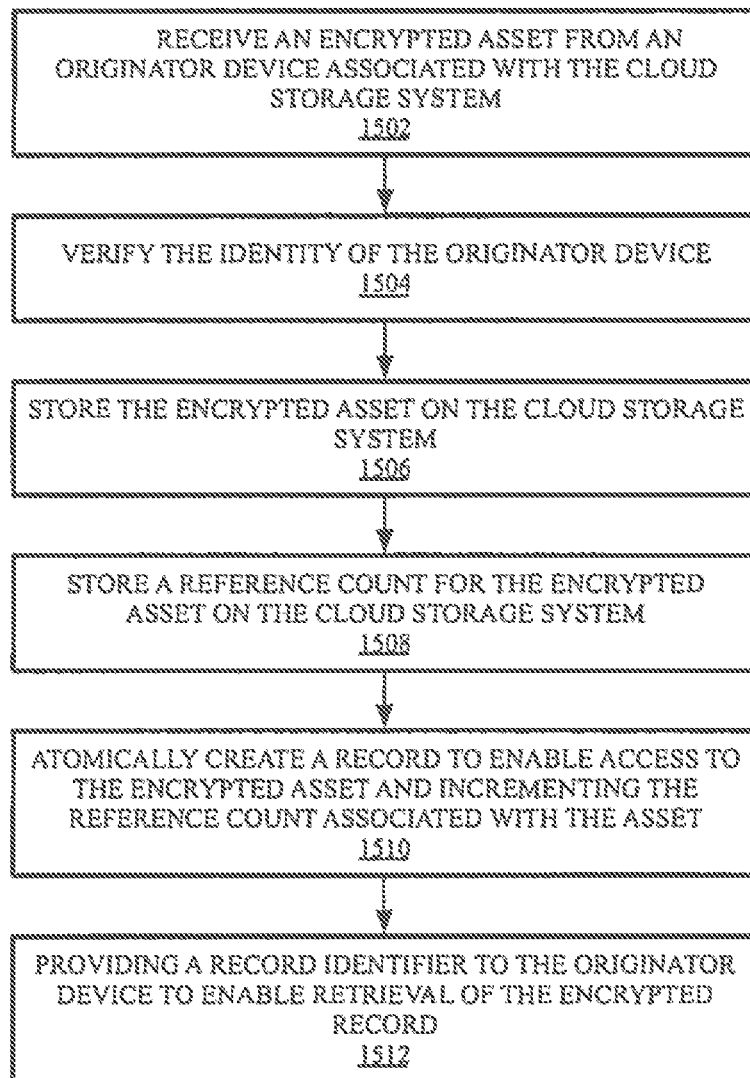 RECEIVE AN ENCRYPTED ASSET FROM AN
ORIGINATOR DEVICE ASSOCIATED WITH THE CLOUD
STORAGE SYSTEM
1502
VERIFY THE IDENTITY OF THE ORIGINATOR DEVICE
1504
STORE THE ENCRYPTED ASSET ON THE CLOUD STORAGE
SYSTEM
1506
STORE A REFERENCE COUNT FOR THE ENCRYPTED
ASSET ON THE CLOUD STORAGE SYSTEM
1508
ATOMICALLY CREATE A RECORD TO ENABLE ACCESS TO
THE ENCRYPTED ASSET AND INCREMENTING THE
REFERENCE COUNT ASSOCIATED WITH THE ASSET
1510
PROVIDING A RECORD IDENTIFIER TO THE ORIGINATOR
DEVICE TO ENABLE RETRIEVAL OF THE ENCRYPTED
RECORD
1512